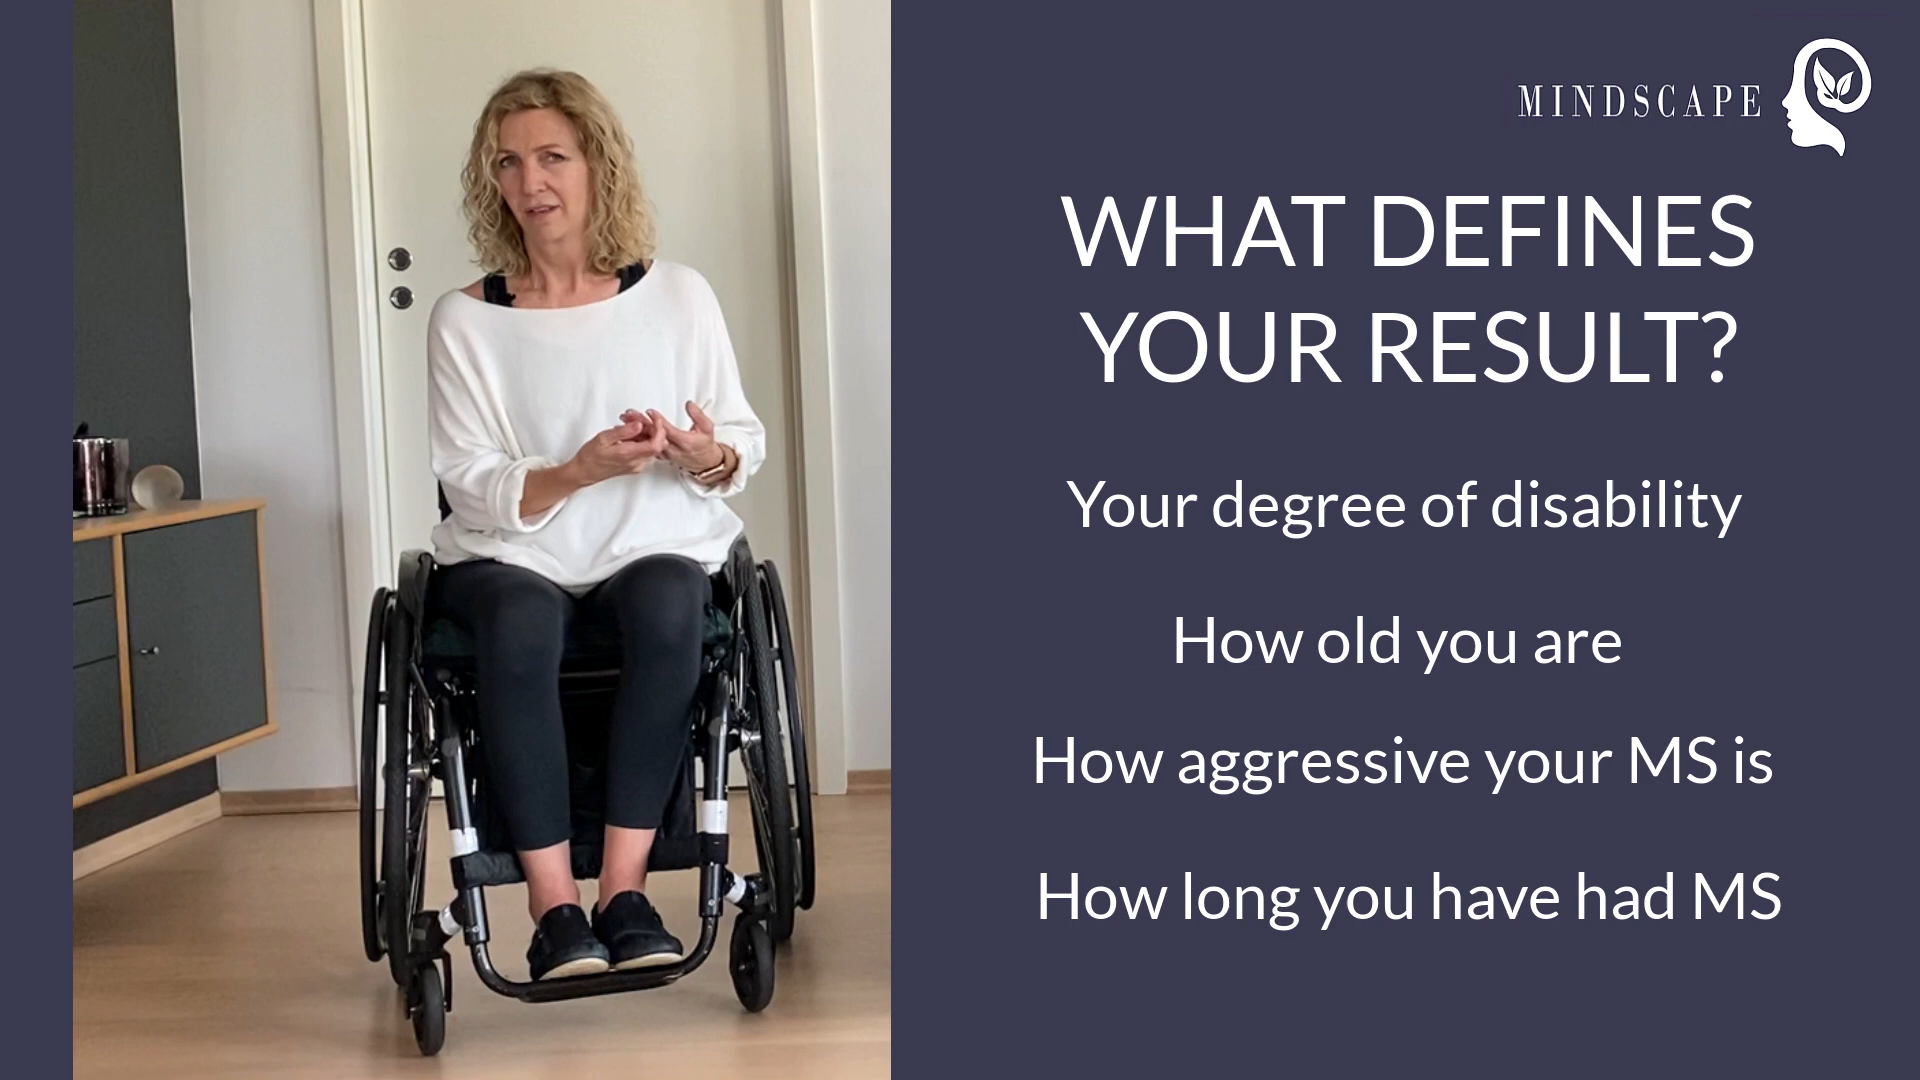 MINDSCAPE
WHAT DEFINES
YOUR RESULT?
Your degree of disability
How old you are
How aggressive your MS is
How long you have had MS